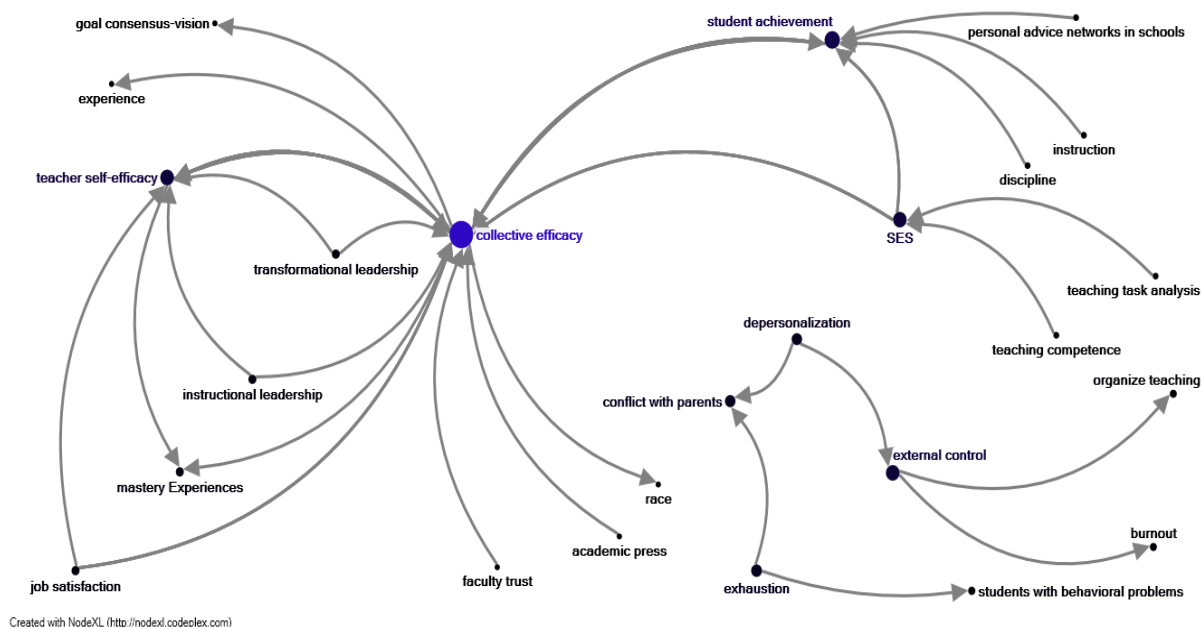 goal consensus-vision
student achievement
personal advice networks in schools
experience
instruction
teacher self-efficacy
discipline
collective efficacy
SES
transformational leadership
teaching task analysis
depersonalization
teaching competence
organize teaching
instructional leadership
conflict with parents
external control
mastery Experiences
race
burnout
academic press
job satisfaction
faculty trust
exhaustion
students with behavioral problems
Created with NodeXL (http://nodexl.codeplex.com)